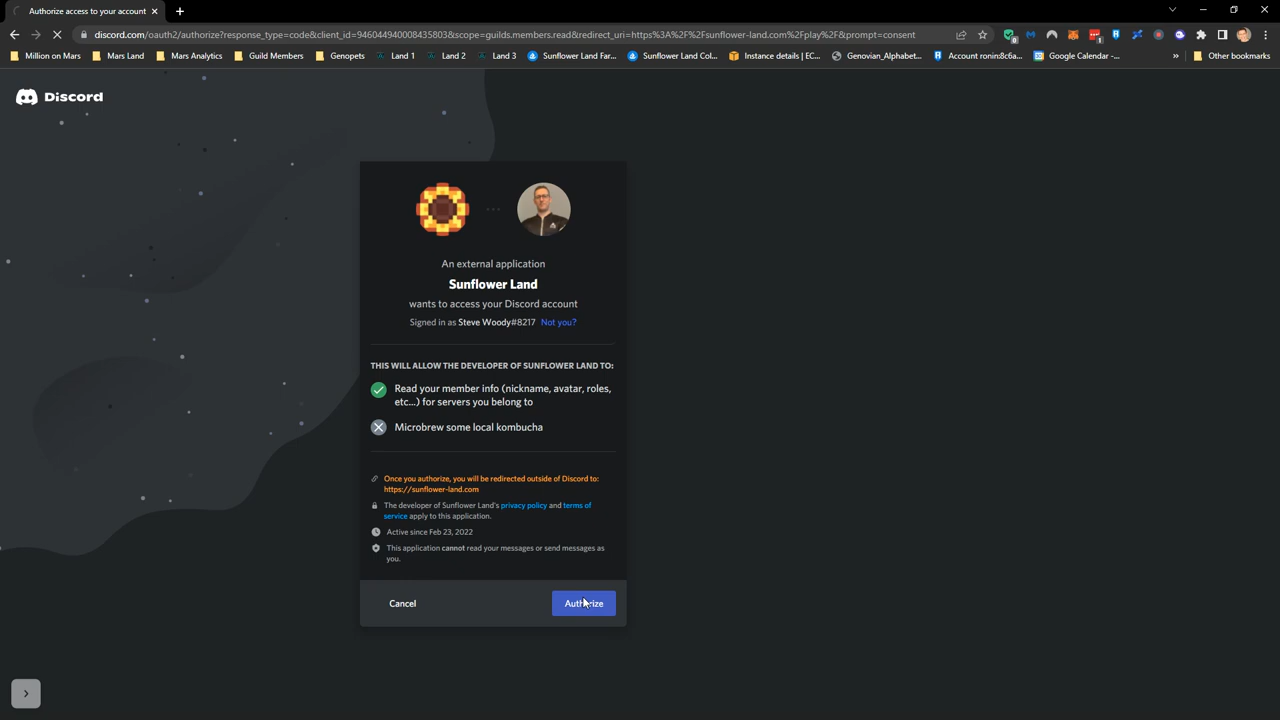 Authorize access to your account
discord.com/oauth2/authorize?response_type=code&client_id=946044940008435803&scope=guilds.members.read&redirect_uri=https%3A%2F%2Fsunflower-land.com%2Fplay%2F&prompt=consent
Million on Mars
Mars Land
Mars Analytics
Guild Members
Genopets
Land 1
Land 2
Land 3
Sunflower Land Far...
Sunflower Land Col...
Instance details | EC...
Genovian_Alphabet...
Account ronin:8c6a...
Google Calendar -...
»
Other bookmarks
Discord
An external application
Sunflower Land
wants to access your Discord account
Signed in as Steve Woody#8217 Not you?
THIS WILL ALLOW THE DEVELOPER OF SUNFLOWER LAND TO:
Read your member info (nickname, avatar, roles,
etc...) for servers you belong to
Microbrew some local kombucha
Once you authorize, you will be redirected outside of Discord to:
https://sunflower-land.com
The developer of Sunflower Land's privacy policy and terms of
service apply to this application.
Active since Feb 23, 2022
This application cannot read your messages or send messages as
you.
Cancel
Authorize